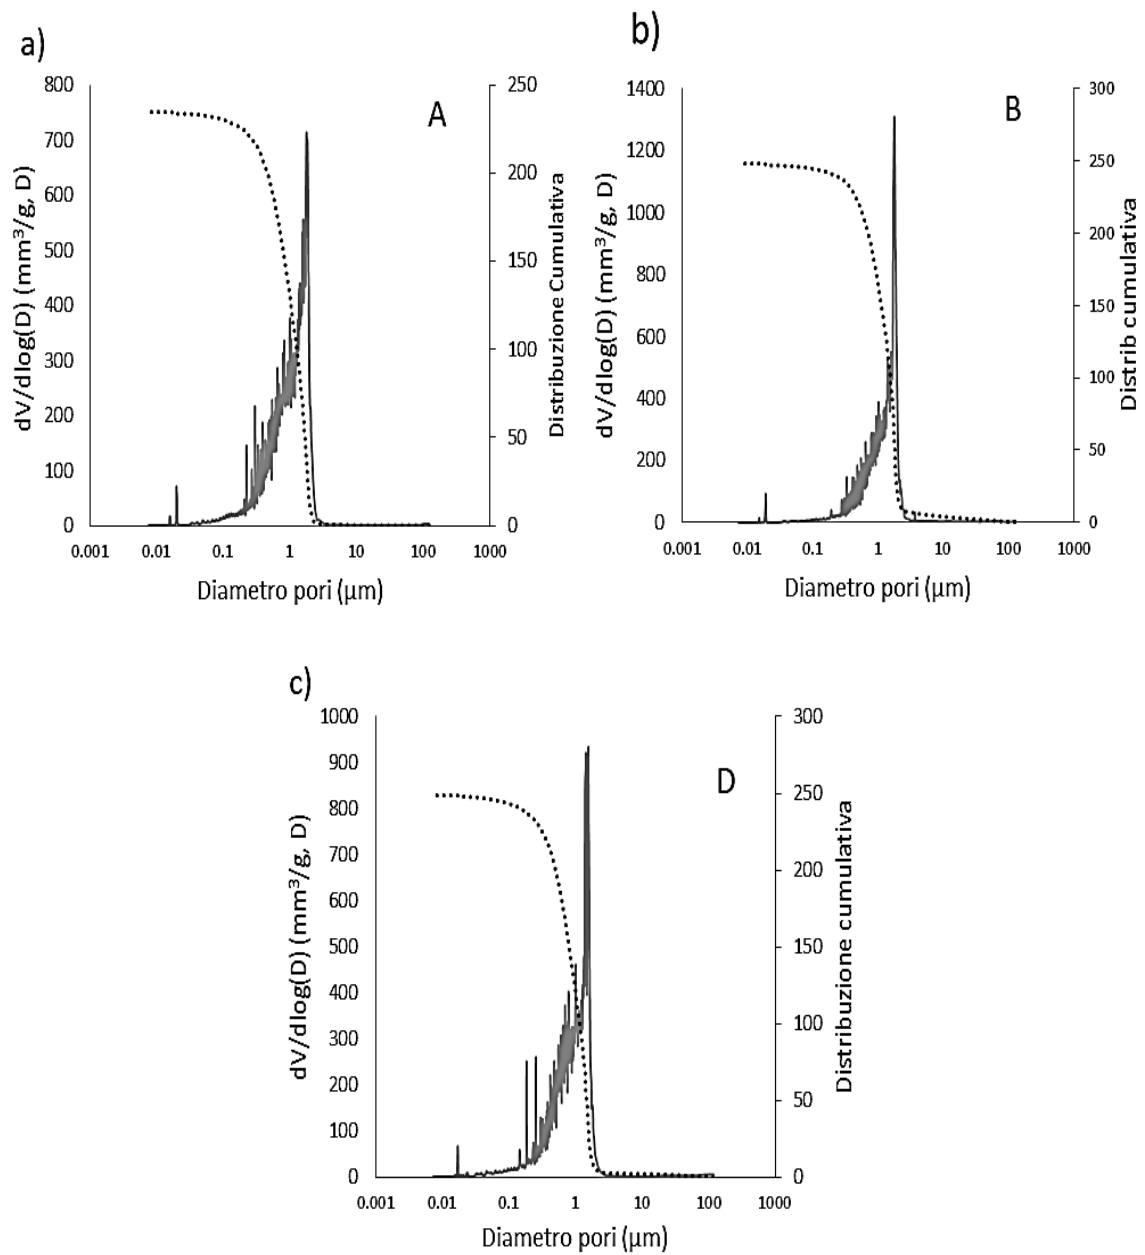 a)
A
dV/dlog(D) (mm³/g, D)
800
700
600
500
400
300
200
100
0
250
200
150
100
50
0
Distribuzione Cumulativa
0.001 0.01 0.1 1 10 100 1000
Diametro pori (µm)
b)
B
dV/dlog(D) (mm³/g, D)
1400
1200
1000
800
600
400
200
0
300
250
200
150
100
50
0
Distrib cumulativa
0.001 0.01 0.1 1 10 100 1000
Diametro pori (µm)
c)
D
dV/dlog(D) (mm³/g, D)
1000
900
800
700
600
500
400
300
200
100
0
300
250
200
150
100
50
0
Distribuzione cumulativa
0.001 0.01 0.1 1 10 100 1000
Diametro pori (µm)